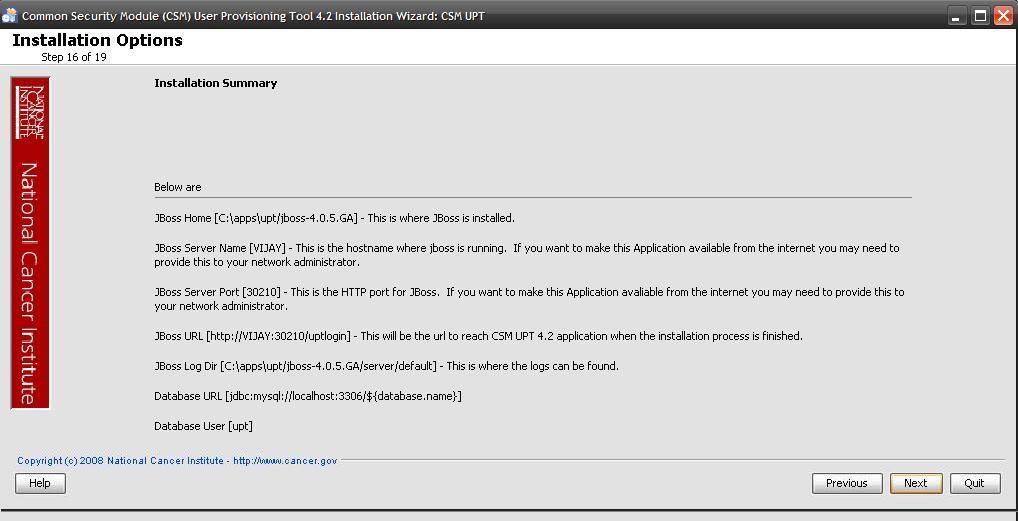 Common Security Module (CSM) User Provisioning Tool 4.2 Installation Wizard: CSM UPT
Installation Options
Step 16 of 19
NATIONAL
CANCER
INSTITUTE
National Cancer Institute
Installation Summary
Below are
JBoss Home [C:\apps\upt/jboss-4.0.5.GA] - This is where JBoss is installed.
JBoss Server Name [VIJAY] - This is the hostname where jboss is running.  If you want to make this Application available from the internet you may need to
provide this to your network administrator.
JBoss Server Port [30210] - This is the HTTP port for JBoss.  If you want to make this Application avaliable from the internet you may need to provide this to
your network administrator.
JBoss URL [http://VIJAY:30210/uptlogin] - This will be the url to reach CSM UPT 4.2 application when the installation process is finished.
JBoss Log Dir [C:\apps\upt/jboss-4.0.5.GA/server/default] - This is where the logs can be found.
Database URL [jdbc:mysql://localhost:3306/${database.name}]
Database User [upt]
Copyright (c) 2008 National Cancer Institute - http://www.cancer.gov
Help
Previous
Next
Quit